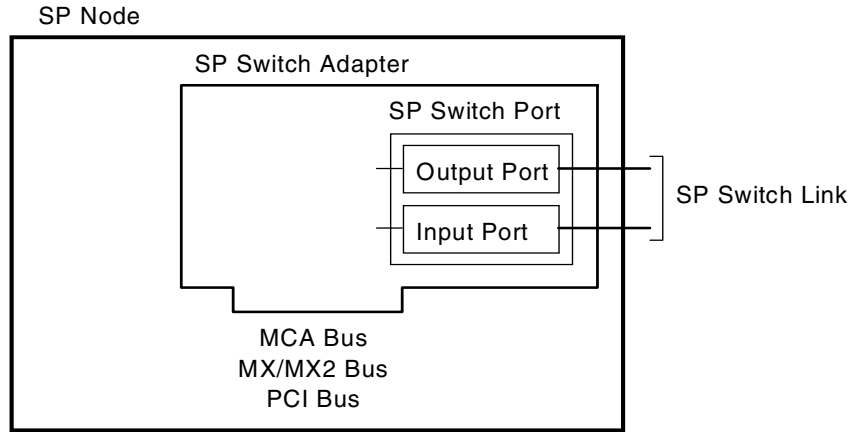 SP Node
SP Switch Adapter
SP Switch Port
Output Port
SP Switch Link
Input Port
MCA Bus
MX/MX2 Bus
PCI Bus